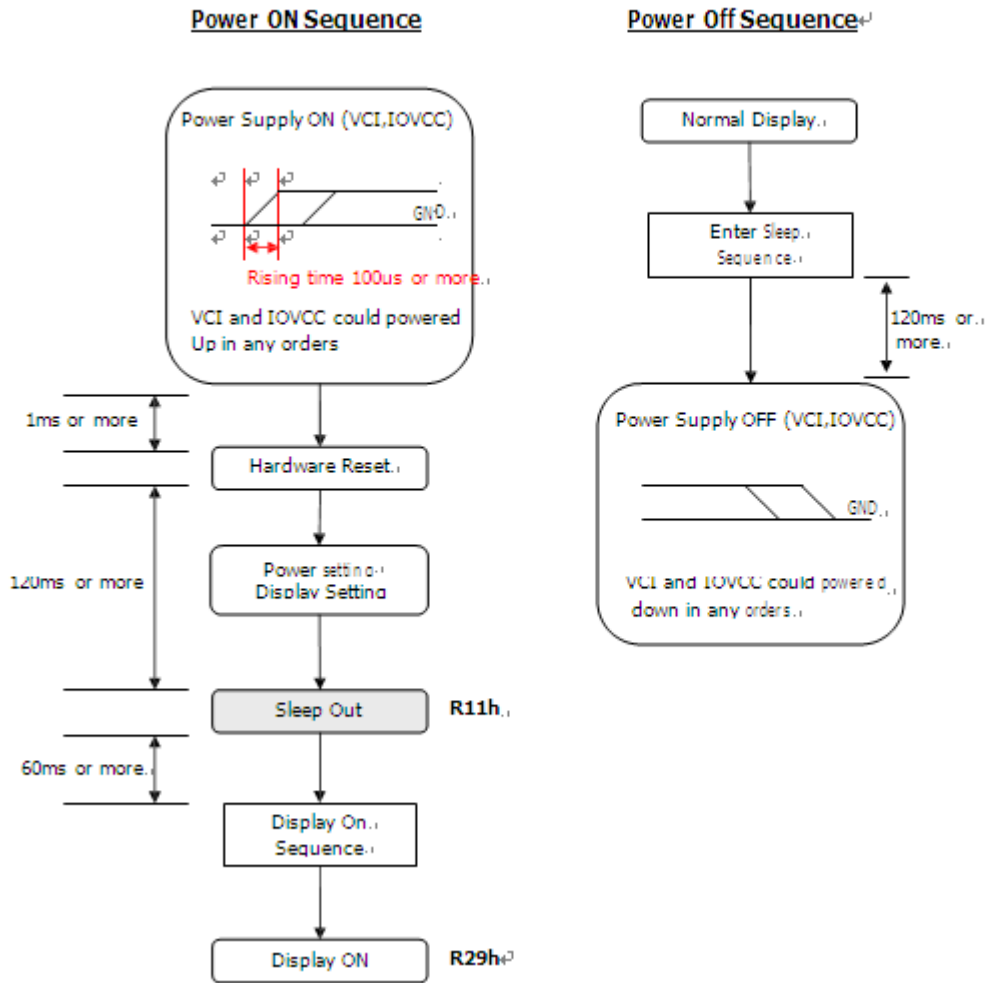 Power ON Sequence
Power Supply ON (VCI,IOVCC)
GND
Rising time 100us or more
VCI and IOVCC could powered
Up in any orders
1ms or more
Hardware Reset
120ms or more
Power setting
Display Setting
Sleep Out
R11h
60ms or more
Display On
Sequence
Display ON
R29h
Power Off Sequence
Normal Display
Enter Sleep
Sequence
120ms or
more
Power Supply OFF (VCI,IOVCC)
GND
VCI and IOVCC could powered
down in any orders